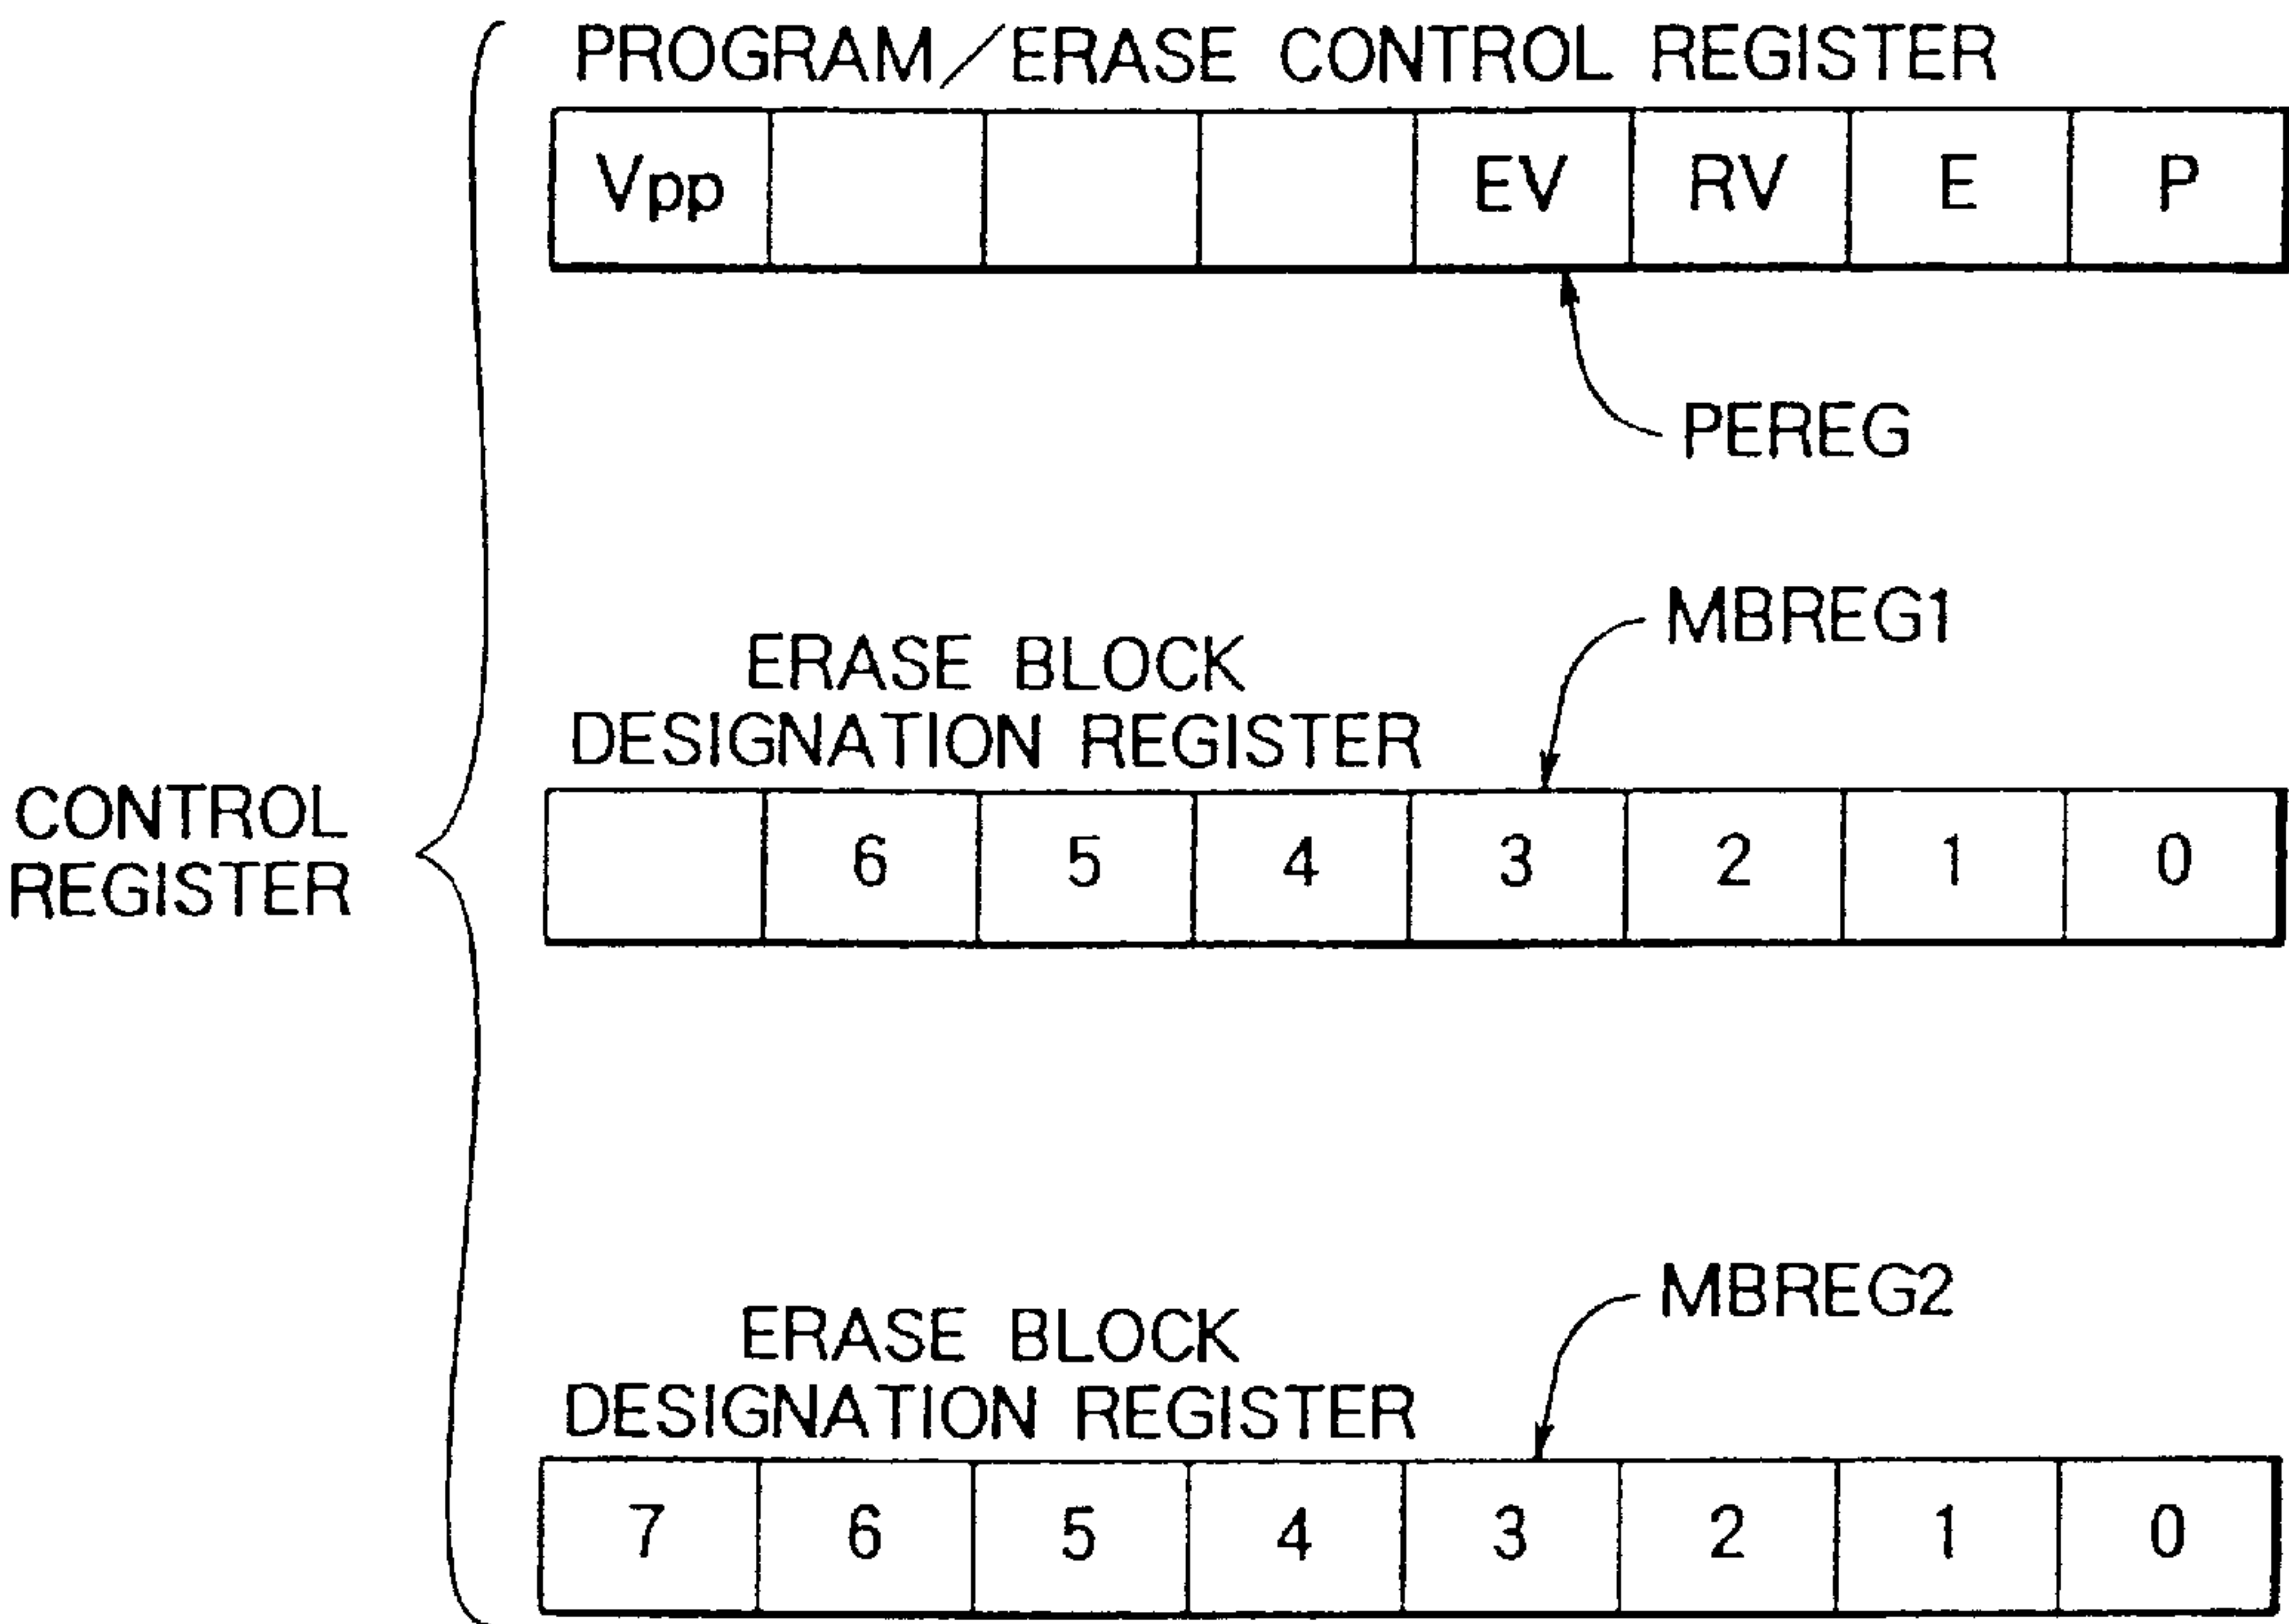 PROGRAM/ERASE CONTROL REGISTER
Vpp EV RV E P
PEREG
MBREG1
ERASE BLOCK
DESIGNATION REGISTER
CONTROL
REGISTER
6 5 4 3 2 1 0
MBREG2
ERASE BLOCK
DESIGNATION REGISTER
7 6 5 4 3 2 1 0